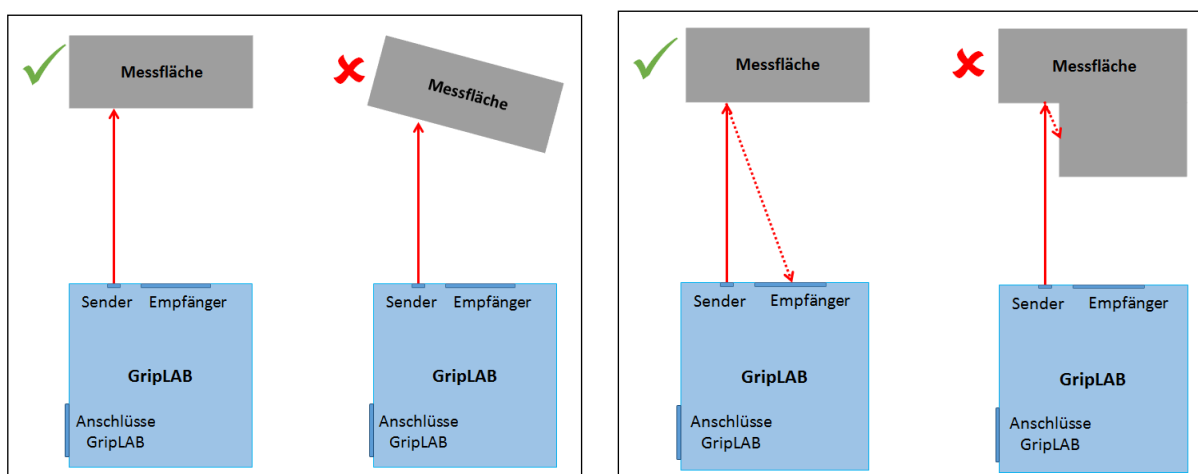 Messfläche
Sender
Empfänger
GripLAB
Anschlüsse
GripLAB
Messfläche
Sender
Empfänger
GripLAB
Anschlüsse
GripLAB
Messfläche
Sender
Empfänger
GripLAB
Anschlüsse
GripLAB
Messfläche
Sender
Empfänger
GripLAB
Anschlüsse
GripLAB